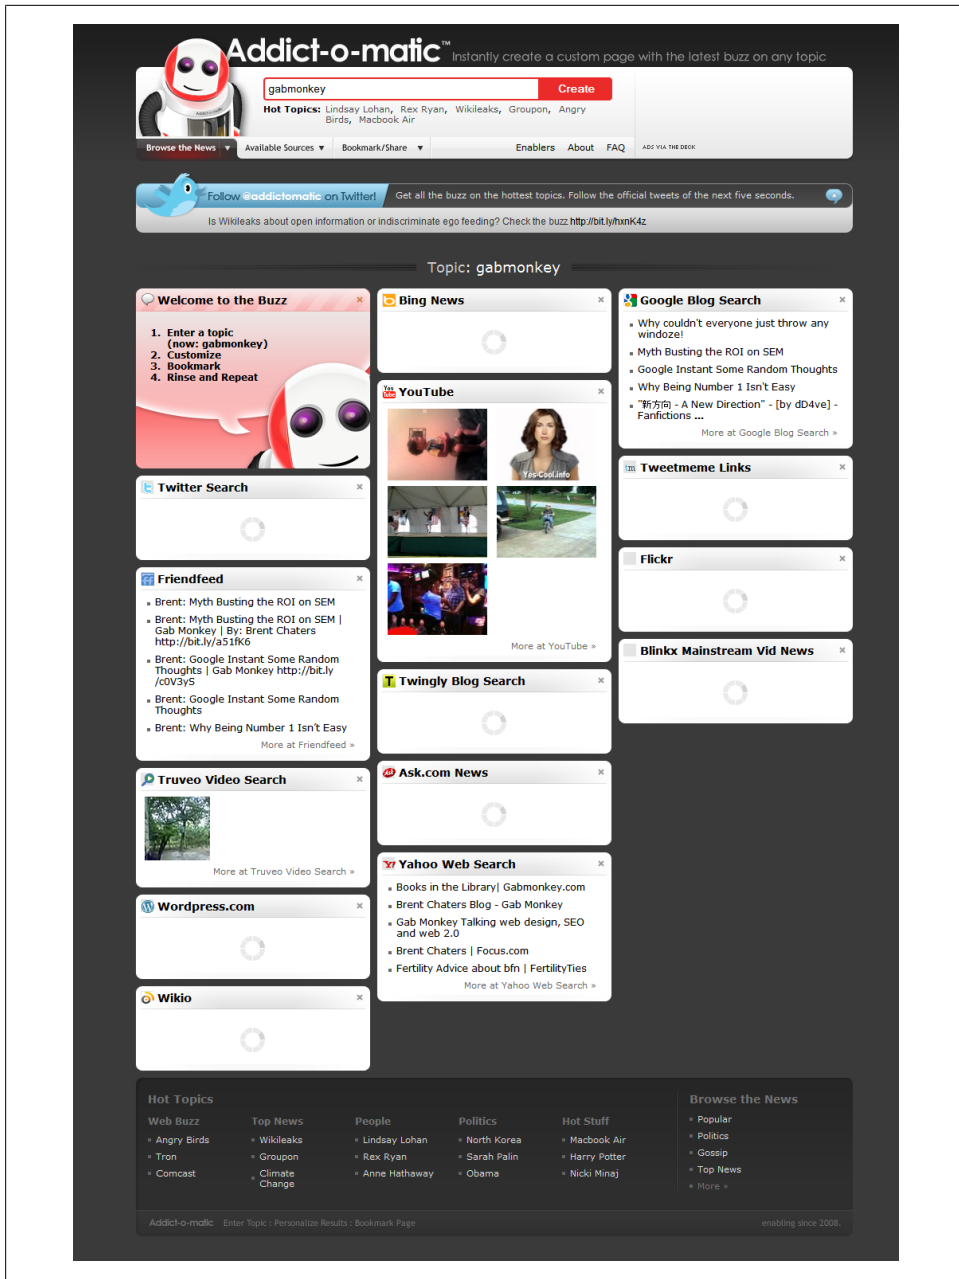 Addict-o-matic™ Instantly create a custom page with the latest buzz on any topic
gabmonkey Create
Hot Topics: Lindsay Lohan, Rex Ryan, Wikileaks, Groupon, Angry
Birds, Macbook Air
Browse the News ▼ Available Sources ▼ Bookmark/Share ▼ Enablers About FAQ ADS VIA THE DECK
Follow @addictomatic on Twitter! Get all the buzz on the hottest topics. Follow the official tweets of the next five seconds.
Is Wikileaks about open information or indiscriminate ego feeding? Check the buzz http://bit.ly/hxnK4z
Topic: gabmonkey
Welcome to the Buzz
1. Enter a topic
(now: gabmonkey)
2. Customize
3. Bookmark
4. Rinse and Repeat
Twitter Search
Friendfeed
Brent: Myth Busting the ROI on SEM
Brent: Myth Busting the ROI on SEM |
Gab Monkey | By: Brent Chaters
http://bit.ly/a51fK6
Brent: Google Instant Some Random
Thoughts | Gab Monkey http://bit.ly
/c0V3yS
Brent: Google Instant Some Random
Thoughts
Brent: Why Being Number 1 Isn't Easy
More at Friendfeed »
Truveo Video Search
More at Truveo Video Search »
Wordpress.com
Wikio
Bing News
YouTube
Yes-Cool.info
More at YouTube »
Twingly Blog Search
Ask.com News
Yahoo Web Search
Books in the Library| Gabmonkey.com
Brent Chaters Blog - Gab Monkey
Gab Monkey Talking web design, SEO
and web 2.0
Brent Chaters | Focus.com
Fertility Advice about bfn | FertilityTies
More at Yahoo Web Search »
Google Blog Search
Why couldn't everyone just throw any
windoze!
Myth Busting the ROI on SEM
Google Instant Some Random Thoughts
Why Being Number 1 Isn't Easy
"新方向 - A New Direction" - [by dD4ve] -
Fanfictions ...
More at Google Blog Search »
Tweetmeme Links
Flickr
Blinkx Mainstream Vid News
Hot Topics
Web Buzz
Angry Birds
Tron
Comcast
Top News
Wikileaks
Groupon
Climate
Change
People
Lindsay Lohan
Rex Ryan
Anne Hathaway
Politics
North Korea
Sarah Palin
Obama
Hot Stuff
Macbook Air
Harry Potter
Nicki Minaj
Browse the News
Popular
Politics
Gossip
Top News
More »
Addict-o-matic Enter Topic : Personalize Results : Bookmark Page enabling since 2008.